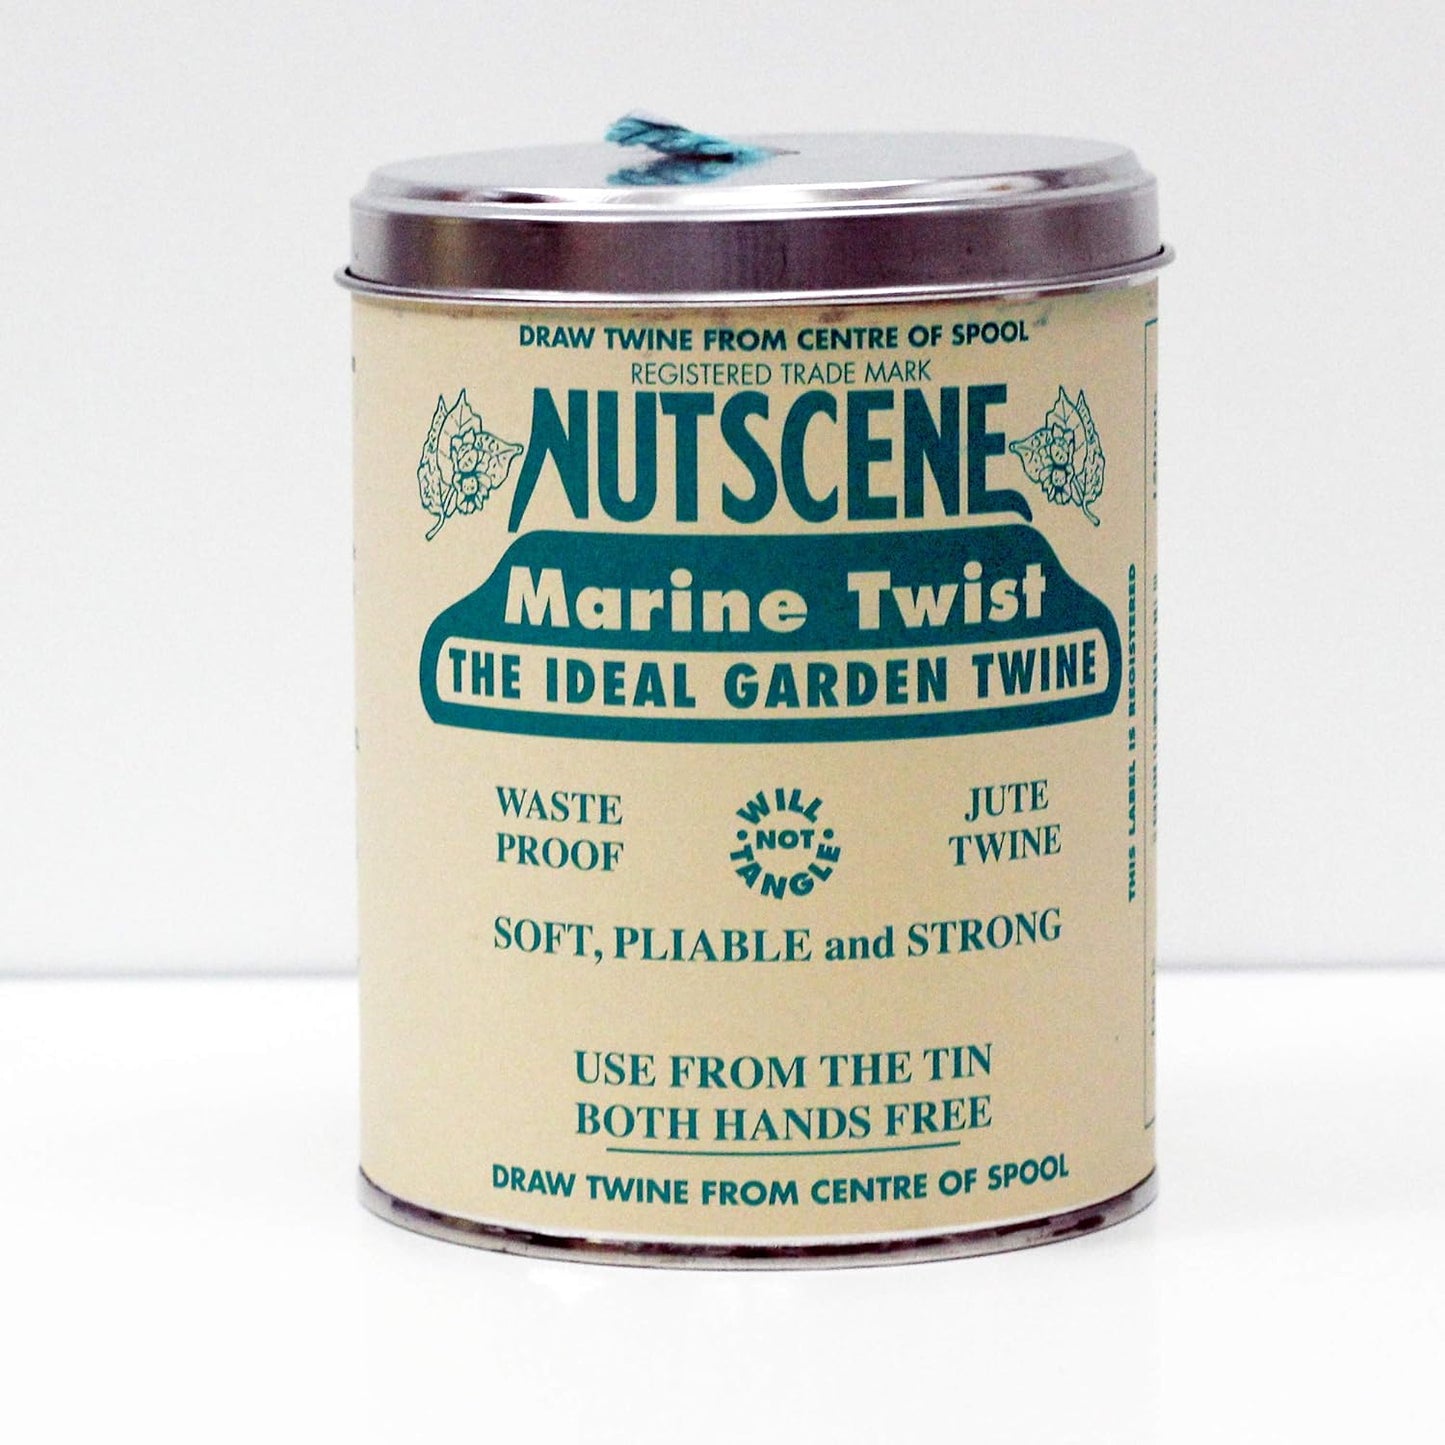 DRAW TWINE FROM CENTRE OF SPOOL
REGISTERED TRADE MARK
NUTSCENE
Marine Twist
THE IDEAL GARDEN TWINE
WASTE
PROOF
WILL
NOT
TANGLE
JUTE
TWINE
SOFT, PLIABLE and STRONG
USE FROM THE TIN
BOTH HANDS FREE
DRAW TWINE FROM CENTRE OF SPOOL
THIS LABEL IS REGISTERED